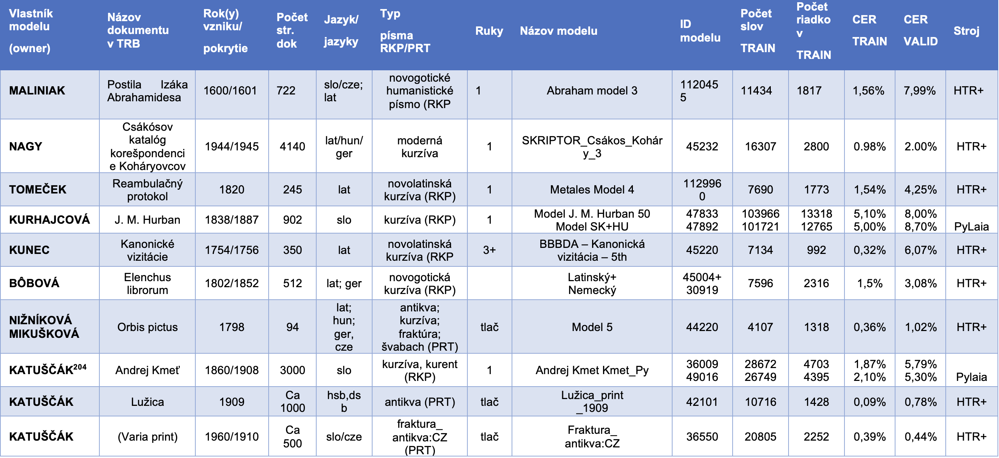 Vlastník
modelu
(owner)
Názov
dokumentu
v TRB
Rok(y)
vzniku/
pokrytie
Počet
str.
dok
Jazyk/
jazyky
Typ
písma
RKP/PRT
Ruky
Názov modelu
ID
modelu
Počet
slov
TRAIN
Počet
riadko
v
TRAIN
CER
TRAIN
CER
VALID
Stroj
MALINIAK
Postila Izáka
Abrahamidesa
1600/1601
722
slo/cze;
lat
novogotické
humanistické
písmo (RKP
1
Abraham model 3
112045
5
11434
1817
1,56%
7,99%
HTR+
NAGY
Csákósov
katalóg
korešpondenci
e Koháryovcov
1944/1945
4140
lat/hun/
ger
moderná
kurzíva
1
SKRIPTOR_Csákos_Kohár
y_3
45232
16307
2800
0.98%
2.00%
HTR+
TOMEČEK
Reambulačný
protokol
1820
245
lat
novolatinská
kurzíva (RKP)
1
Metales Model 4
112996
0
7690
1773
1,54%
4,25%
HTR+
KURHAJCOVÁ
J. M. Hurban
1838/1887
902
slo
kurzíva (RKP)
1
Model J. M. Hurban 50
Model SK+HU
47833
47892
103966
101721
13318
12765
5,10%
5,00%
8,00%
8,70%
PyLaia
KUNEC
Kanonické
vizitácie
1754/1756
350
lat
novolatinská
kurzíva (RKP
3+
BBBDA – Kanonická
vizitácia – 5th
45220
7134
992
0,32%
6,07%
HTR+
BÔBOVÁ
Elenchus
librorum
1802/1852
512
lat; ger
novogotická
kurzíva (RKP)
Latinský+
Nemecký
45004+
30919
7596
2316
1,5%
3,08%
HTR+
NIŽNÍKOVÁ
MIKUŠKOVÁ
Orbis pictus
1798
94
lat;
hun;
ger,
cze
antikva;
kurzíva;
fraktúra;
švabach (PRT)
tlač
Model 5
44220
4107
1318
0,36%
1,02%
HTR+
KATUŠČÁK204
Andrej Kmeť
1860/1908
3000
slo
kurzíva, kurent
(RKP)
1
Andrej Kmet Kmet_Py
36009
49016
28672
26749
4703
4395
1,87%
2,10%
5,79%
5,30%
Pylaia
KATUŠČÁK
Lužica
1909
Ca
1000
hsb,ds
b
antikva (PRT)
tlač
Lužica_print
_1909
42101
10716
1428
0,09%
0,78%
HTR+
KATUŠČÁK
(Varia print)
1960/1910
Ca
500
slo/cze
fraktura_
antikva:CZ
(PRT)
tlač
Fraktura_
antikva:CZ
36550
20805
2252
0,39%
0,44%
HTR+